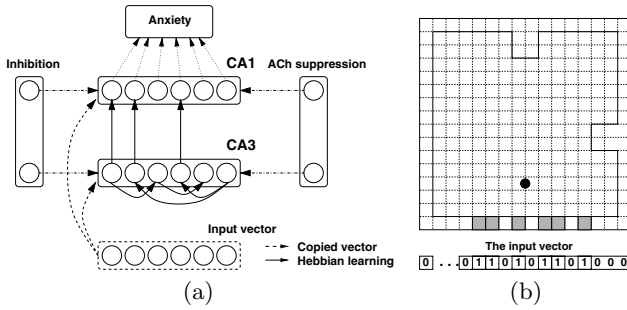 Anxiety
Inhibition
CA1
ACh suppression
CA3
Input vector
Copied vector
Hebbian learning
(a)
The input vector
0 . . . 0 1 1 0 1 0 1 1 0 1 0 0 0
(b)